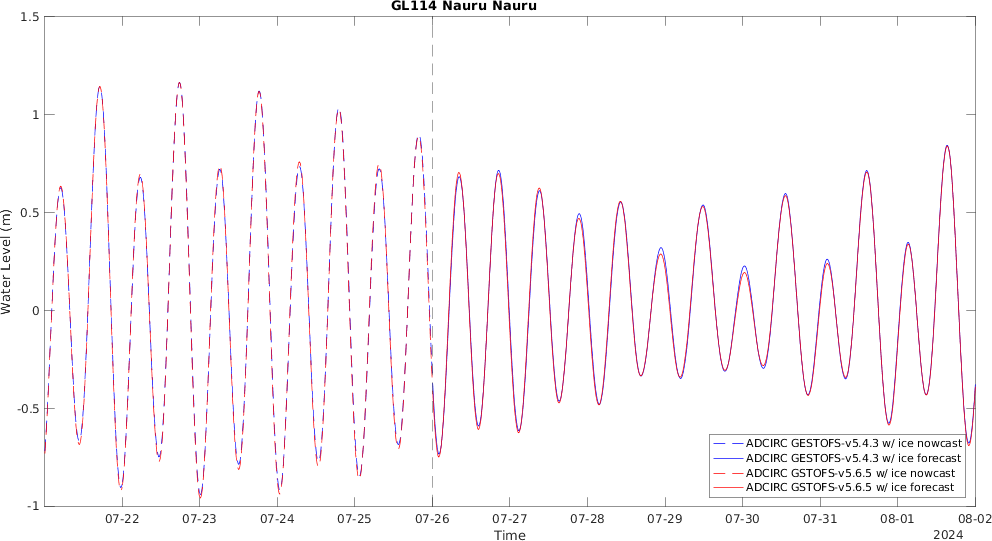 GL114 Nauru Nauru
1.5
1
0.5
0
-0.5
-1
Water Level (m)
ADCIRC GESTOFS-v5.4.3 w/ ice nowcast
ADCIRC GESTOFS-v5.4.3 w/ ice forecast
ADCIRC GSTOFS-v5.6.5 w/ ice nowcast
ADCIRC GSTOFS-v5.6.5 w/ ice forecast
07-22 07-23 07-24 07-25 07-26 07-27 07-28 07-29 07-30 07-31 08-01 08-02
Time
2024